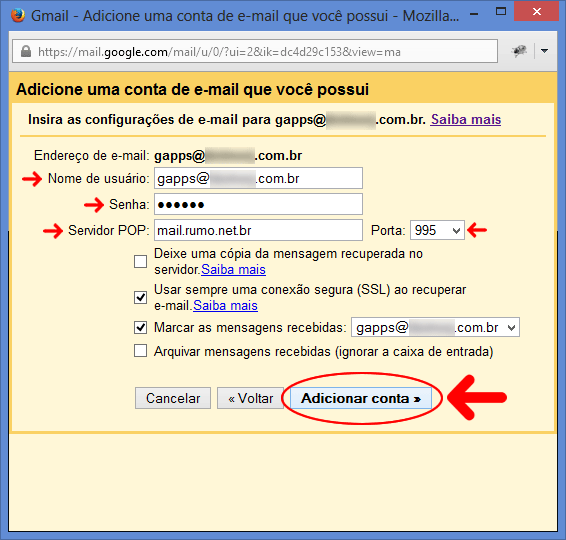 Gmail - Adicione uma conta de e-mail que você possui - Mozilla...
https://mail.google.com/mail/u/0/?ui=2&ik=dc4d29c153&view=ma
Adicione uma conta de e-mail que você possui
Insira as configurações de e-mail para gapps@ .com.br. Saiba mais
Endereço de e-mail: gapps@ .com.br
Nome de usuário: gapps@ .com.br
Senha: ●●●●●●
Servidor POP: mail.rumo.net.br Porta: 995
Deixe uma cópia da mensagem recuperada no
servidor.Saiba mais
Usar sempre uma conexão segura (SSL) ao recuperar
e-mail.Saiba mais
Marcar as mensagens recebidas: gapps@ .com.br
Arquivar mensagens recebidas (ignorar a caixa de entrada)
Cancelar « Voltar Adicionar conta »